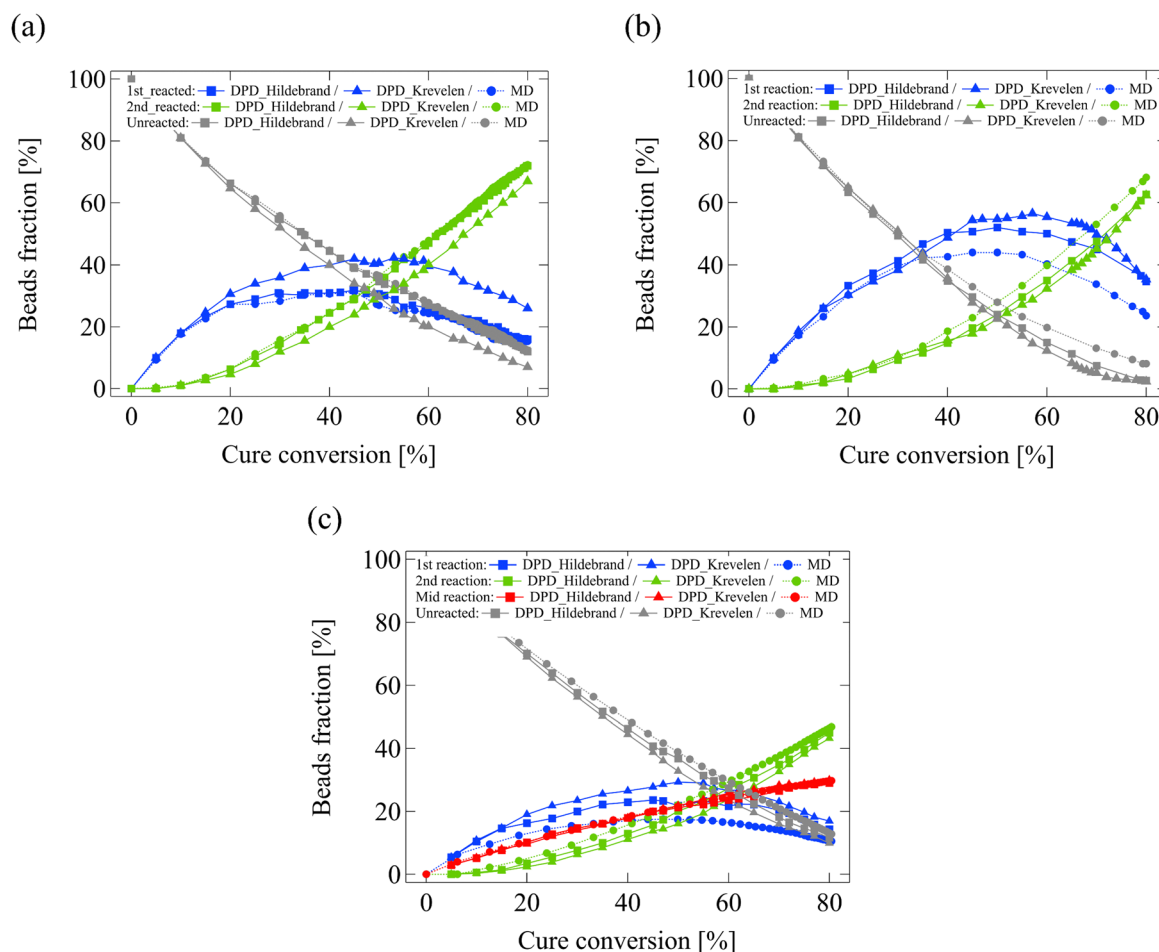 (a)
100
80
60
40
20
0
Beads fraction [%]
1st_reacted: DPD_Hildebrand / DPD_Krevelen / MD
2nd_reacted: DPD_Hildebrand / DPD_Krevelen / MD
Unreacted: DPD_Hildebrand / DPD_Krevelen / MD
0 20 40 60 80
Cure conversion [%]
(b)
100
80
60
40
20
0
Beads fraction [%]
1st reaction: DPD_Hildebrand / DPD_Krevelen / MD
2nd reaction: DPD_Hildebrand / DPD_Krevelen / MD
Unreacted: DPD_Hildebrand / DPD_Krevelen / MD
0 20 40 60 80
Cure conversion [%]
(c)
100
80
60
40
20
0
Beads fraction [%]
1st reaction: DPD_Hildebrand / DPD_Krevelen / MD
2nd reaction: DPD_Hildebrand / DPD_Krevelen / MD
Mid reaction: DPD_Hildebrand / DPD_Krevelen / MD
Unreacted: DPD_Hildebrand / DPD_Krevelen / MD
0 20 40 60 80
Cure conversion [%]